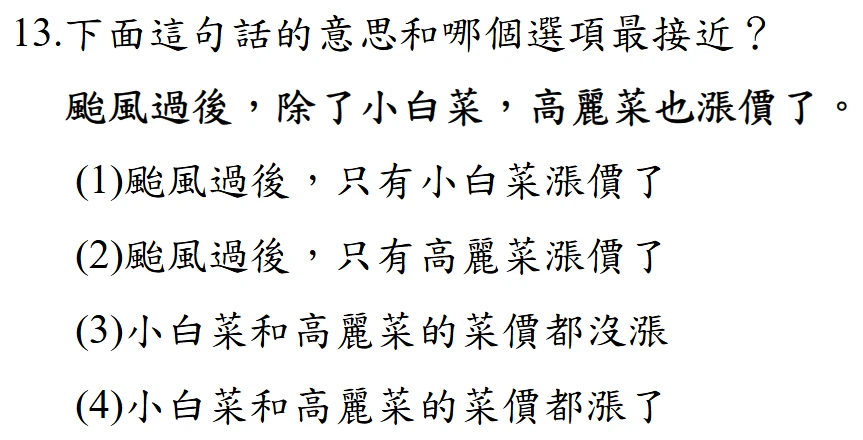 13.下面這句話的意思和哪個選項最接近？
颱風過後，除了小白菜，高麗菜也漲價了。
(1)颱風過後，只有小白菜漲價了
(2)颱風過後，只有高麗菜漲價了
(3)小白菜和高麗菜的菜價都沒漲
(4)小白菜和高麗菜的菜價都漲了